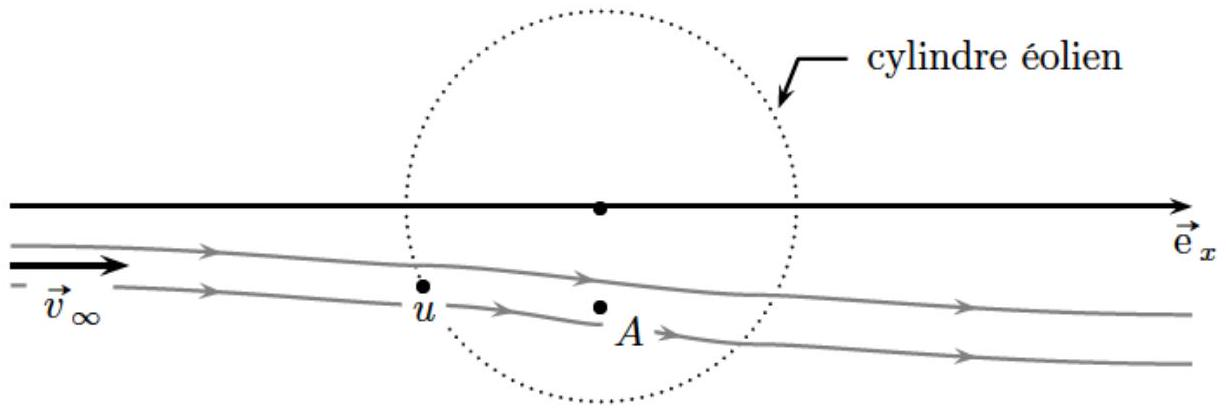 cylindre éolien
e⃗ₓ
v⃗∞
u
A